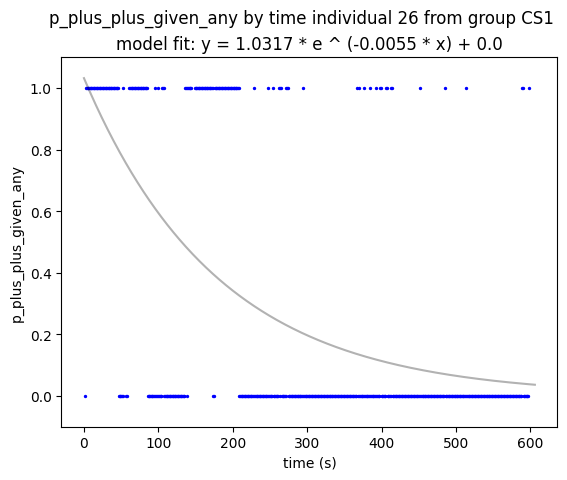 p_plus_plus_given_any by time individual 26 from group CS1
model fit: y = 1.0317 * e ^ (-0.0055 * x) + 0.0
p_plus_plus_given_any
1.0
0.8
0.6
0.4
0.2
0.0
0 100 200 300 400 500 600
time (s)